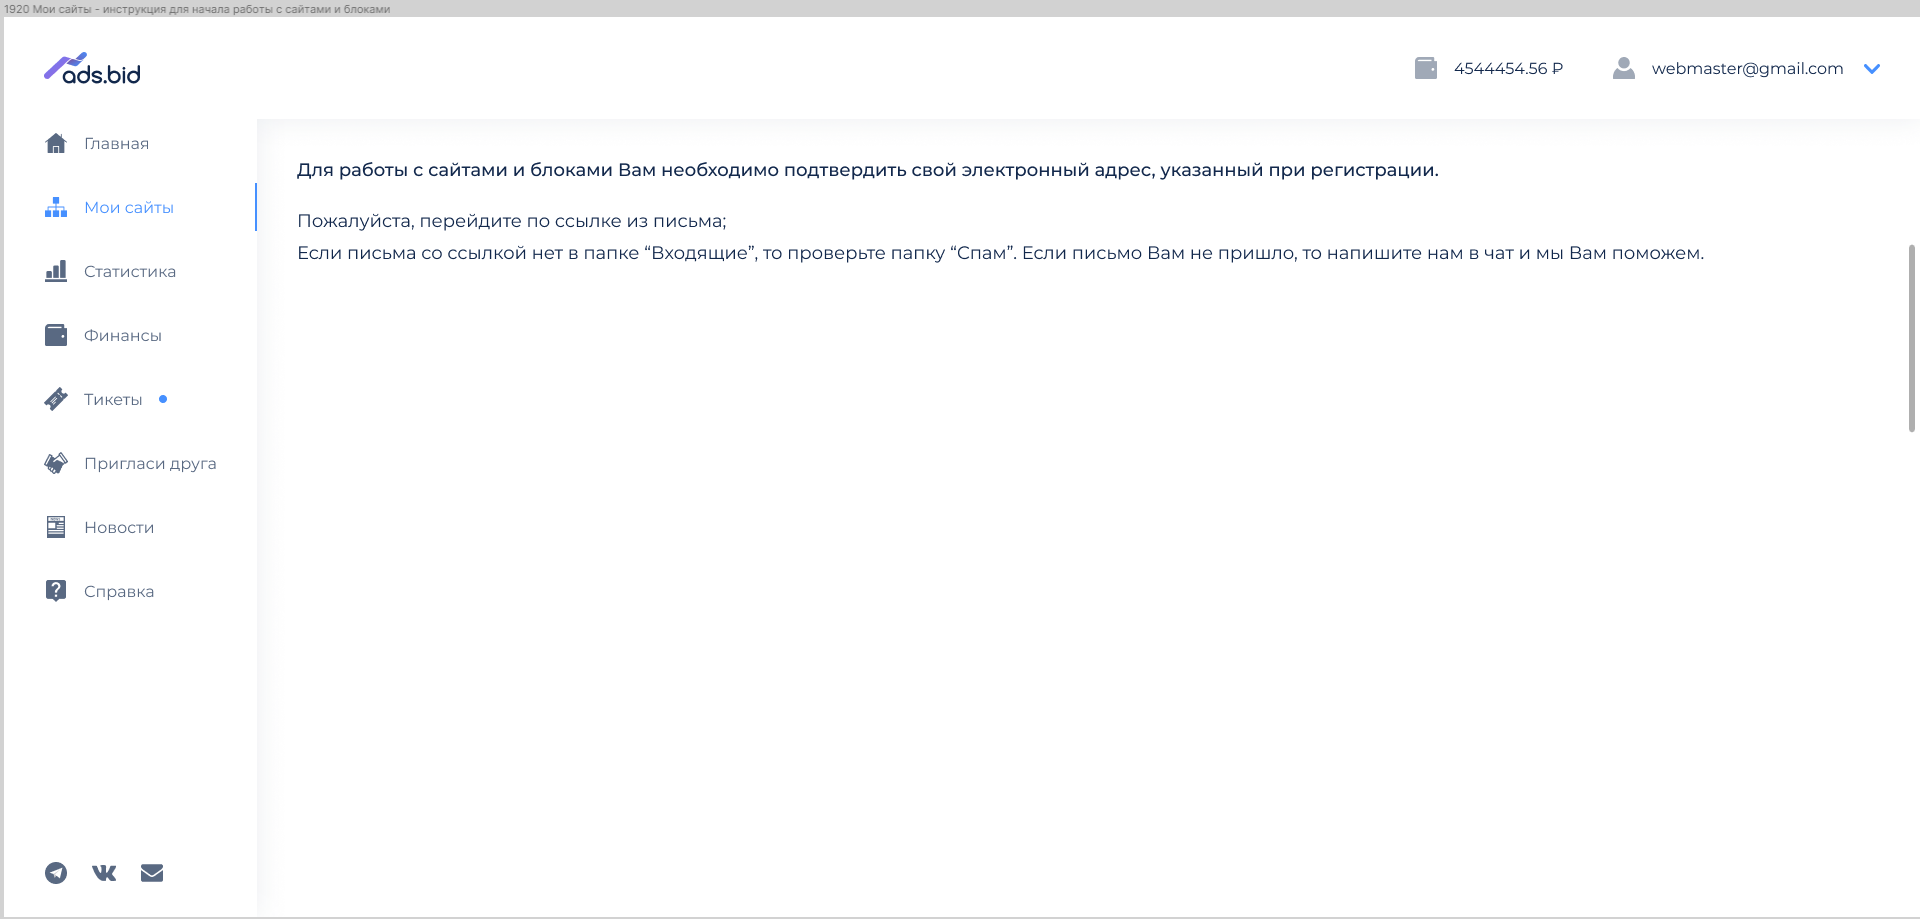 1920 Мои сайты - инструкция для начала работы с сайтами и блоками
ads.bid
4544454.56 ₽
webmaster@gmail.com
Главная
Мои сайты
Статистика
Финансы
Тикеты
Пригласи друга
Новости
Справка
Для работы с сайтами и блоками Вам необходимо подтвердить свой электронный адрес, указанный при регистрации.
Пожалуйста, перейдите по ссылке из письма;
Если письма со ссылкой нет в папке “Входящие”, то проверьте папку “Спам”. Если письмо Вам не пришло, то напишите нам в чат и мы Вам поможем.